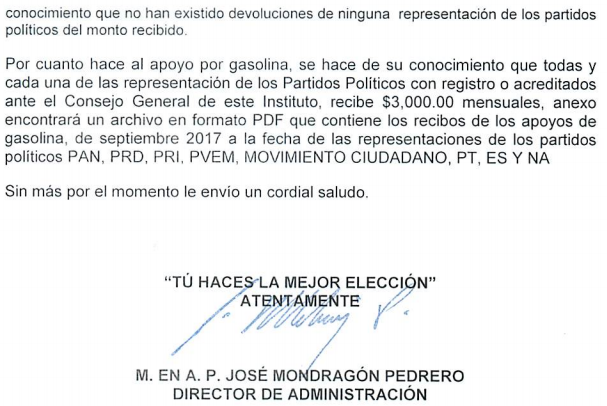 conocimiento que no han existido devoluciones de ninguna representación de los partidos
políticos del monto recibido.
Por cuanto hace al apoyo por gasolina, se hace de su conocimiento que todas y
cada una de las representación de los Partidos Políticos con registro o acreditados
ante el Consejo General de este Instituto, recibe $3,000.00 mensuales, anexo
encontrará un archivo en formato PDF que contiene los recibos de los apoyos de
gasolina, de septiembre 2017 a la fecha de las representaciones de los partidos
políticos PAN, PRD, PRI, PVEM, MOVIMIENTO CIUDADANO, PT, ES Y NA
Sin más por el momento le envío un cordial saludo.
“TÚ HACES LA MEJOR ELECCIÓN”
ATENTAMENTE
M. EN A. P. JOSÉ MONDRAGÓN PEDRERO
DIRECTOR DE ADMINISTRACIÓN